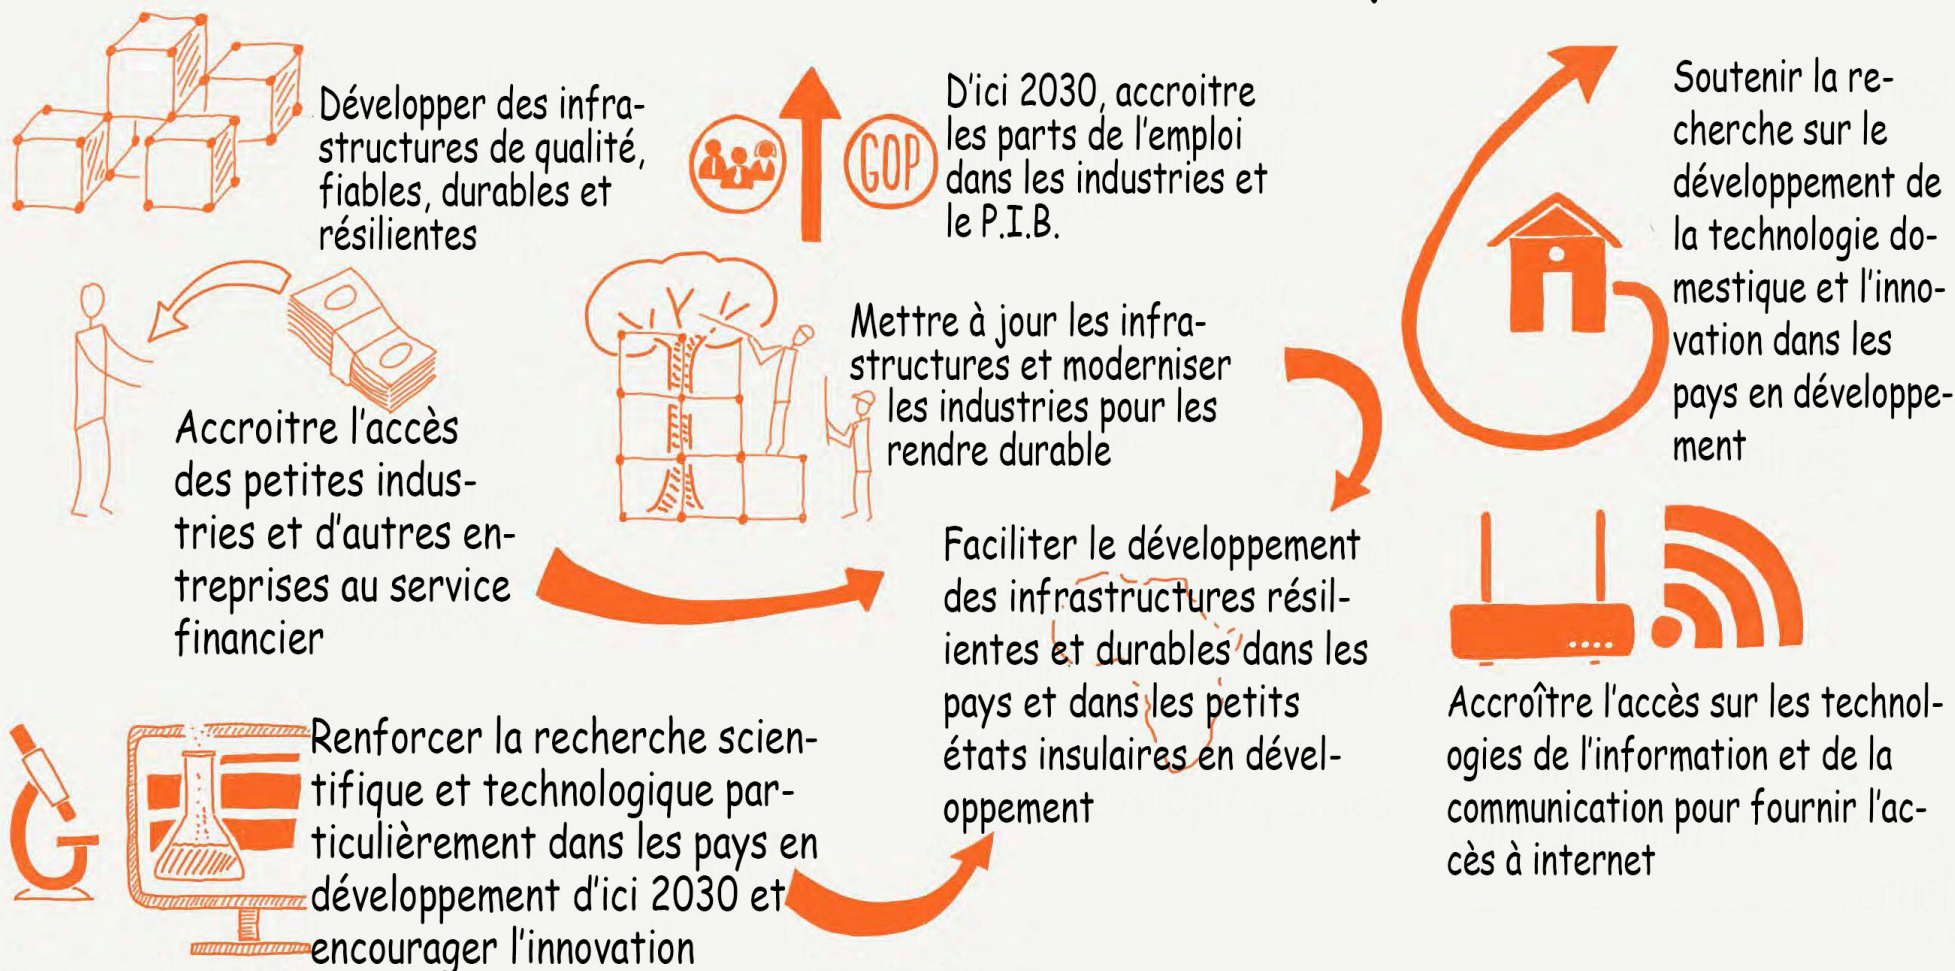 Développer des infra-
structures de qualité,
fiables, durables et
résilientes
GOP
D'ici 2030, accroitre
les parts de l'emploi
dans les industries et
le P.I.B.
Soutenir la re-
cherche sur le
développement de
la technologie do-
mestique et l'inno-
vation dans les
pays en développe-
ment
Accroitre l'accès
des petites indus-
tries et d'autres en-
treprises au service
financier
Mettre à jour les infra-
structures et moderniser
les industries pour les
rendre durable
Faciliter le développement
des infrastructures résil-
ientes et durables dans les
pays et dans les petits
états insulaires en dével-
oppement
Accroître l'accès sur les technol-
ogies de l'information et de la
communication pour fournir l'ac-
cès à internet
Renforcer la recherche scien-
tifique et technologique par-
ticulièrement dans les pays en
développement d'ici 2030 et
encourager l'innovation